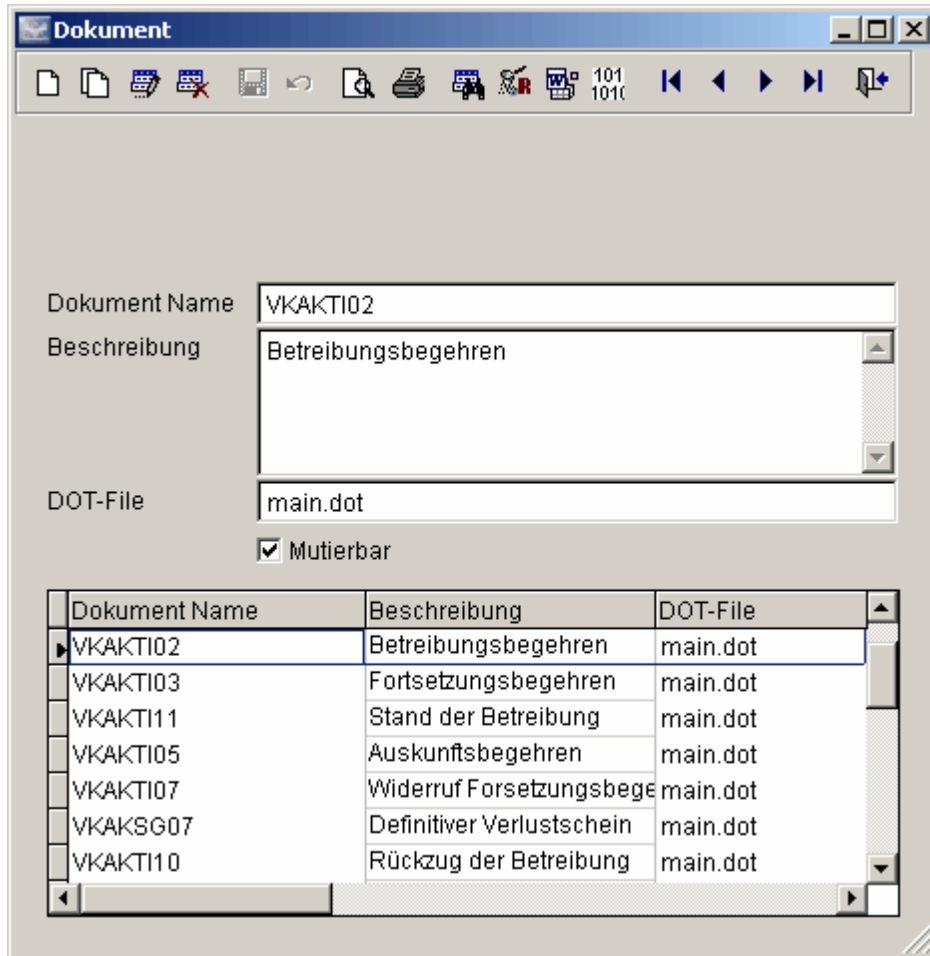 Dokument
101
1010
Dokument Name VKAKTI02
Beschreibung Betreibungsbegehren
DOT-File main.dot
Mutierbar
Dokument Name Beschreibung DOT-File
VKAKTI02 Betreibungsbegehren main.dot
VKAKTI03 Fortsetzungsbegehren main.dot
VKAKTI11 Stand der Betreibung main.dot
VKAKTI05 Auskunftsbegehren main.dot
VKAKTI07 Widerruf Forsetzungsbege main.dot
VKAKSG07 Definitiver Verlustschein main.dot
VKAKTI10 Rückzug der Betreibung main.dot